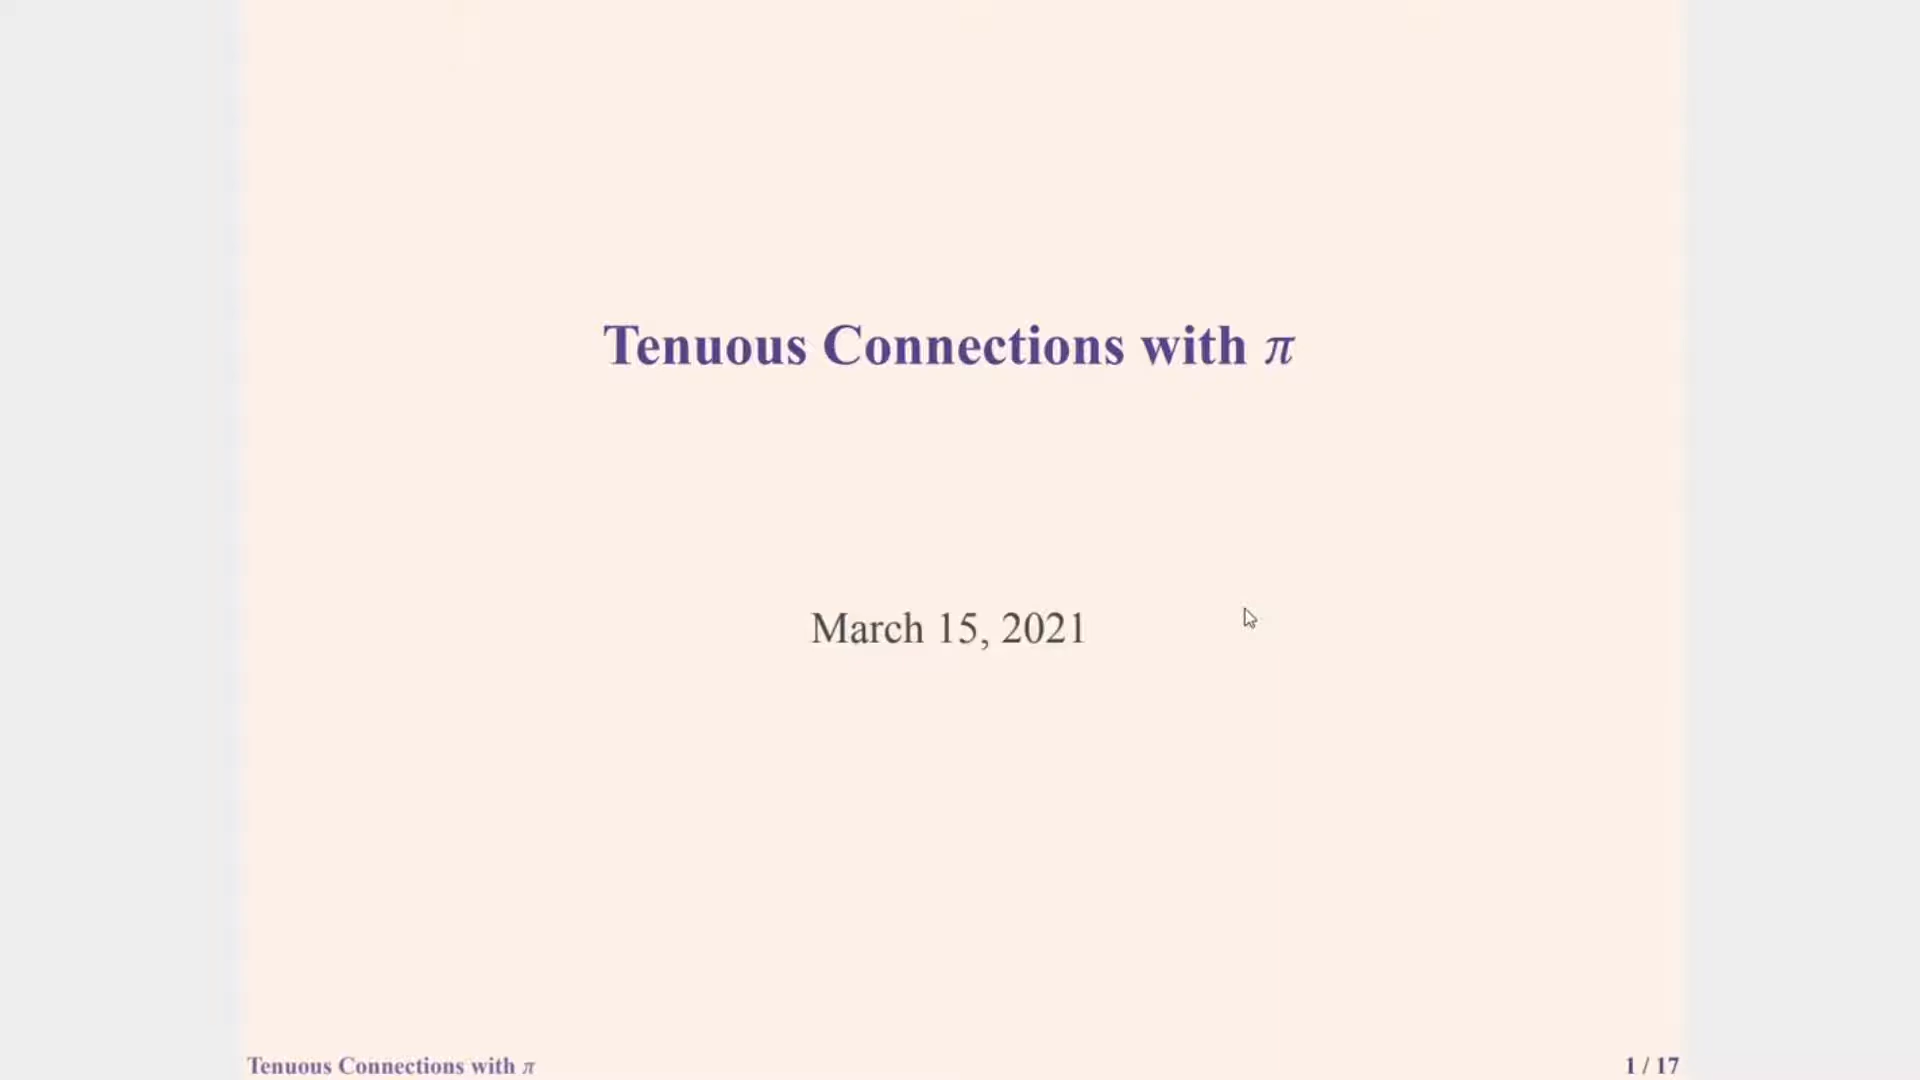 Tenuous Connections with π
March 15, 2021
Tenuous Connections with π
1 / 17